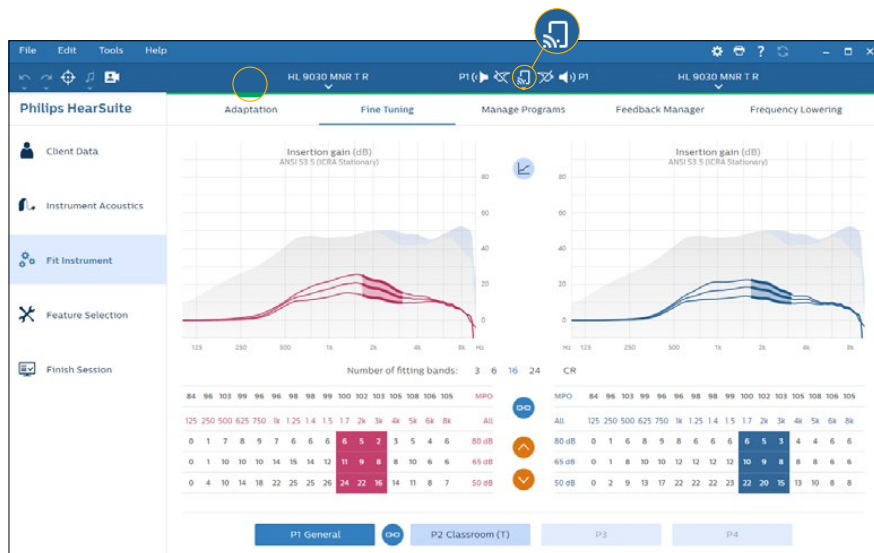 File Edit Tools Help
?
HL 9030 MNR T R P1 P1 HL 9030 MNR T R
Philips HearSuite
Adaptation Fine Tuning Manage Programs Feedback Manager Frequency Lowering
Client Data
Instrument Acoustics
Fit Instrument
Feature Selection
Finish Session
Insertion gain (dB)
ANSI S3.5 (ICRA Stationary)
80
60
40
20
0
125 250 500 1k 2k 4k 8k Hz
Insertion gain (dB)
ANSI S3.5 (ICRA Stationary)
80
60
40
20
0
Hz 125 250 500 1k 2k 4k 8k
Number of fitting bands: 3 6 16 24 CR
84 96 103 99 96 96 98 98 99 100 102 103 105 108 106 105 MPO
125 250 500 625 750 1k 1.25 1.4 1.5 1.7 2k 3k 4k 5k 6k 8k All
0 1 7 8 9 7 6 6 6 6 5 2 3 5 4 6 80 dB
0 1 10 10 10 14 15 14 12 11 9 8 8 10 6 6 65 dB
0 4 10 14 18 22 25 25 26 24 22 16 14 11 8 7 50 dB
MPO 84 96 103 99 96 96 98 98 99 100 102 103 105 108 106 105
All 125 250 500 625 750 1k 1.25 1.4 1.5 1.7 2k 3k 4k 5k 6k 8k
80 dB 0 1 6 8 9 8 6 6 6 6 5 3 4 4 6 6
65 dB 0 1 8 10 10 12 12 12 12 10 9 8 8 8 6 6
50 dB 0 2 9 13 17 22 22 22 23 22 20 15 13 10 8 8
P1 General P2 Classroom (T) P3 P4